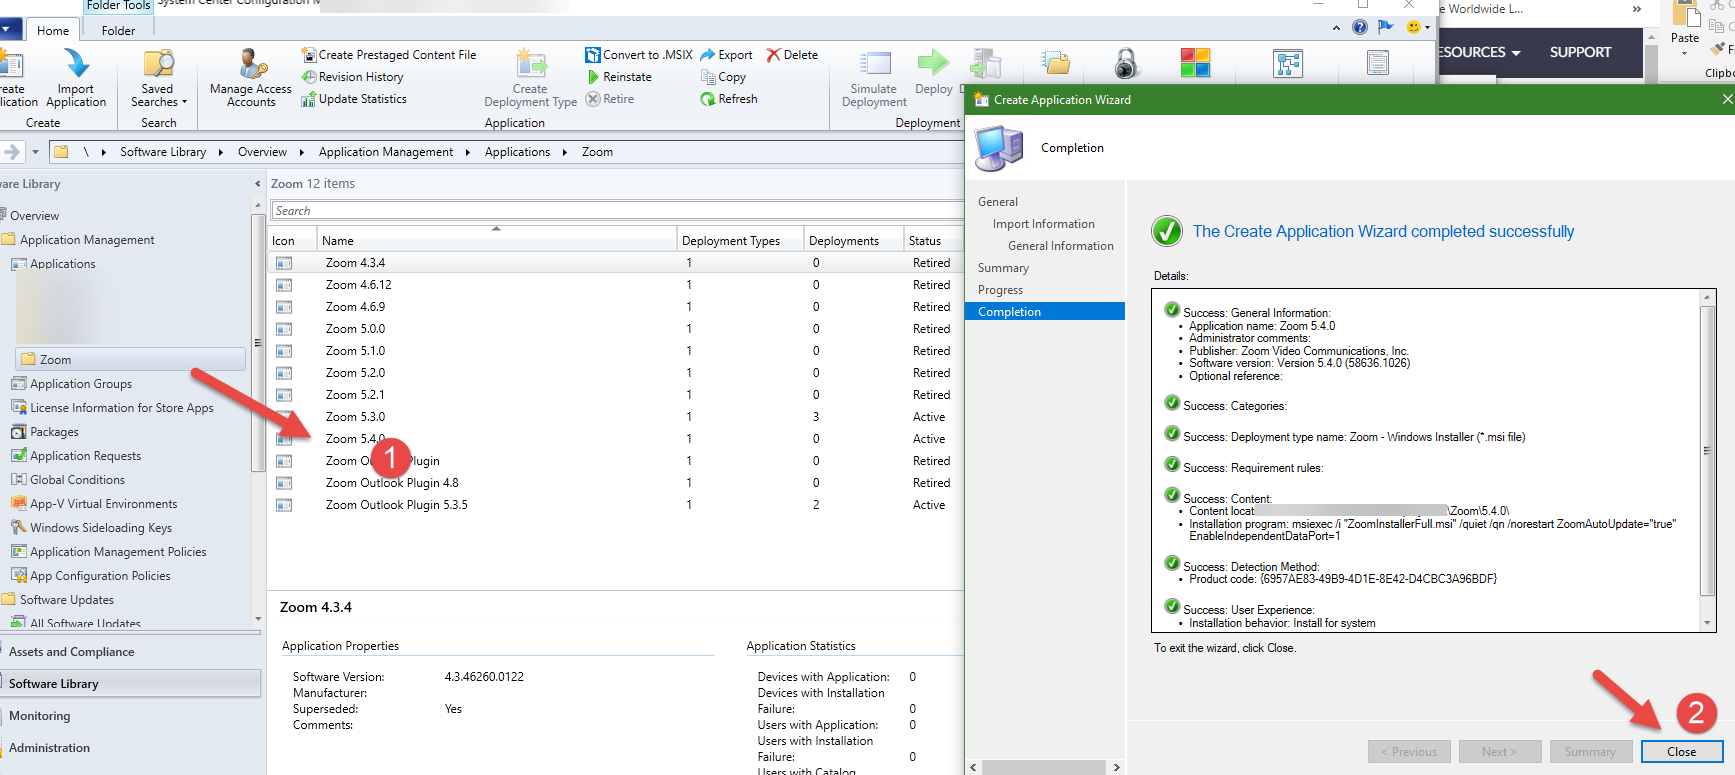 Folder Tools
System Center Configuration M
e Worldwide L...
»
Home
Folder
Paste
ESOURCES
SUPPORT
Create Prestaged Content File
Convert to .MSIX
Export
Delete
Revision History
Reinstate
Copy
Update Statistics
Retire
Refresh
Import
Application
Saved
Searches
Manage Access
Accounts
Create
Deployment Type
Simulate
Deployment
Deploy
Create
Search
Application
Deployment
Clipbo
Create Application Wizard
\ Software Library Overview Application Management Applications Zoom
Completion
are Library
Zoom 12 items
Search
Overview
Application Management
Applications
Zoom
Application Groups
License Information for Store Apps
Packages
Application Requests
Global Conditions
App-V Virtual Environments
Windows Sideloading Keys
Application Management Policies
App Configuration Policies
Software Updates
All Software Updates
Assets and Compliance
Software Library
Monitoring
Administration
Icon Name Deployment Types Deployments Status
Zoom 4.3.4 1 0 Retired
Zoom 4.6.12 1 0 Retired
Zoom 4.6.9 1 0 Retired
Zoom 5.0.0 1 0 Retired
Zoom 5.1.0 1 0 Retired
Zoom 5.2.0 1 0 Retired
Zoom 5.2.1 1 0 Retired
Zoom 5.3.0 1 3 Active
Zoom 5.4.0 1 0 Active
Zoom O Plugin 1 0 Retired
Zoom Outlook Plugin 4.8 1 0 Retired
Zoom Outlook Plugin 5.3.5 1 2 Active
1
Zoom 4.3.4
Application Properties
Software Version: 4.3.46260.0122
Manufacturer:
Superseded: Yes
Comments:
Application Statistics
Devices with Application: 0
Devices with Installation
Failure: 0
Users with Application: 0
Users with Installation
Failure: 0
Users with Catalog
General
Import Information
General Information
Summary
Progress
Completion
The Create Application Wizard completed successfully
Details:
Success: General Information:
• Application name: Zoom 5.4.0
• Administrator comments:
• Publisher: Zoom Video Communications, Inc.
• Software version: Version 5.4.0 (58636.1026)
• Optional reference:
Success: Categories:
Success: Deployment type name: Zoom - Windows Installer (*.msi file)
Success: Requirement rules:
Success: Content:
• Content locat \Zoom\5.4.0\
• Installation program: msiexec /i "ZoomInstallerFull.msi" /quiet /qn /norestart ZoomAutoUpdate="true"
EnableIndependentDataPort=1
Success: Detection Method:
• Product code: {6957AE83-49B9-4D1E-8E42-D4CBC3A96BDF}
Success: User Experience:
• Installation behavior: Install for system
To exit the wizard, click Close.
2
< Previous
Next >
Summary
Close